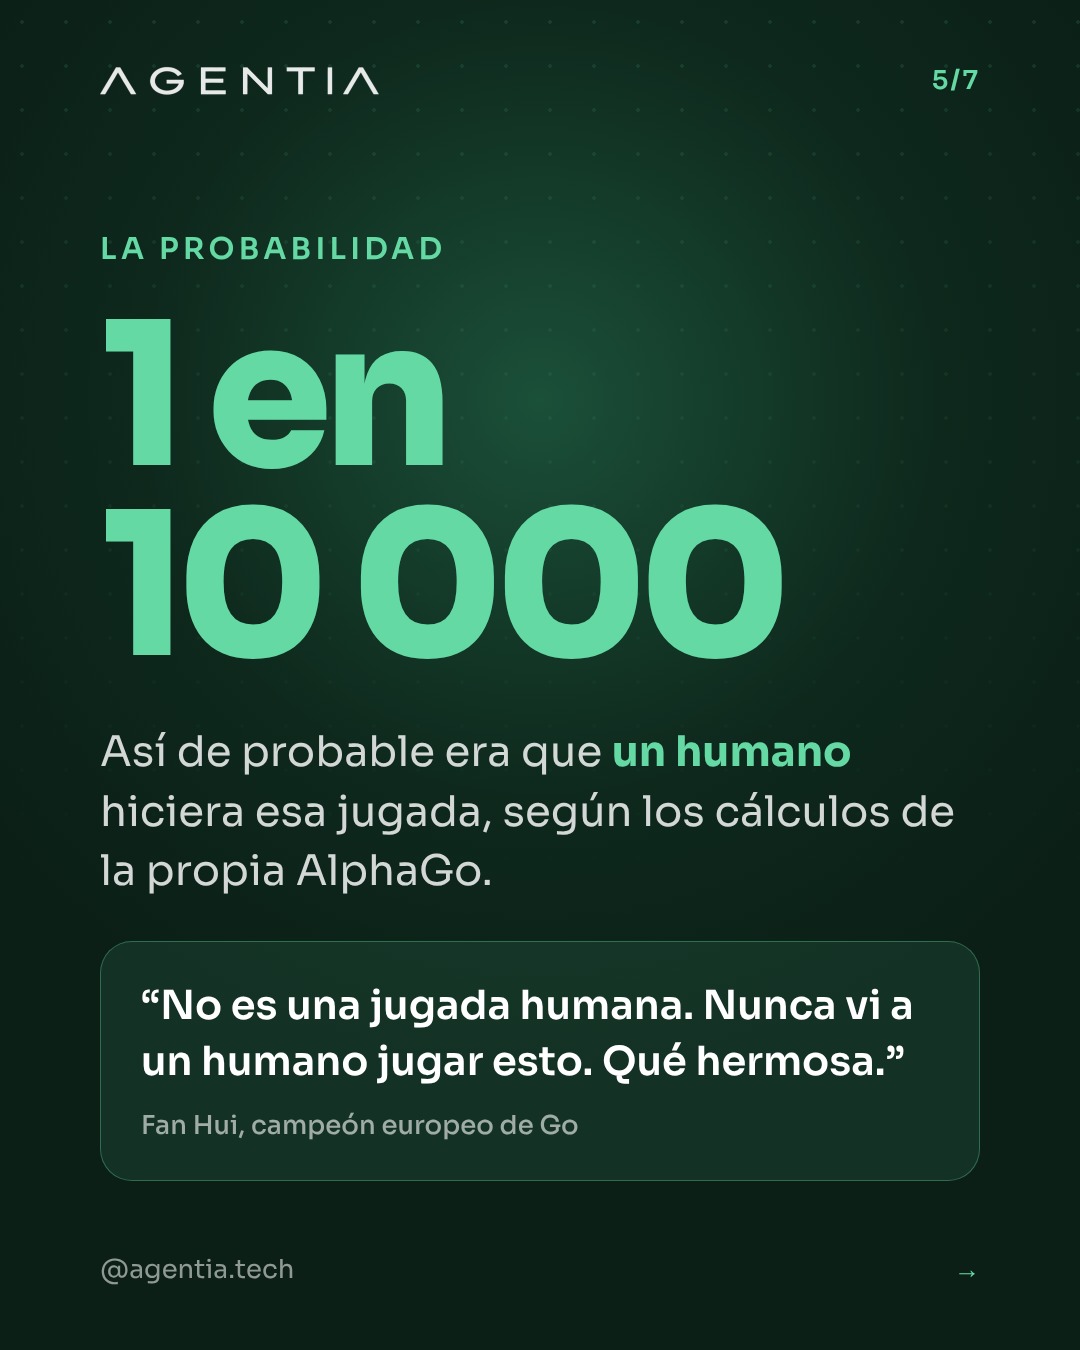 AGENTIA
5/7
LA PROBABILIDAD
1 en
10 000
Así de probable era que un humano
hiciera esa jugada, según los cálculos de
la propia AlphaGo.
“No es una jugada humana. Nunca vi a
un humano jugar esto. Qué hermosa.”
Fan Hui, campeón europeo de Go
@agentia.tech
→